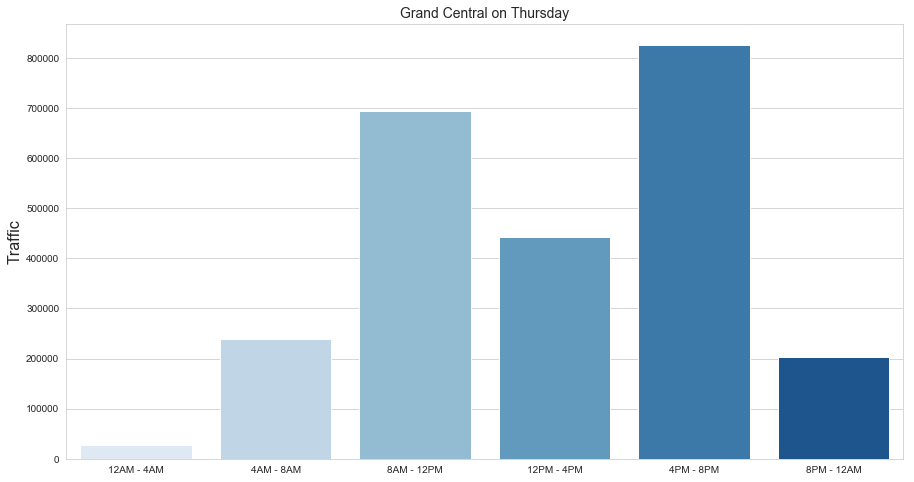 Grand Central on Thursday
Traffic
800000
700000
600000
500000
400000
300000
200000
100000
0
12AM - 4AM
4AM - 8AM
8AM - 12PM
12PM - 4PM
4PM - 8PM
8PM - 12AM